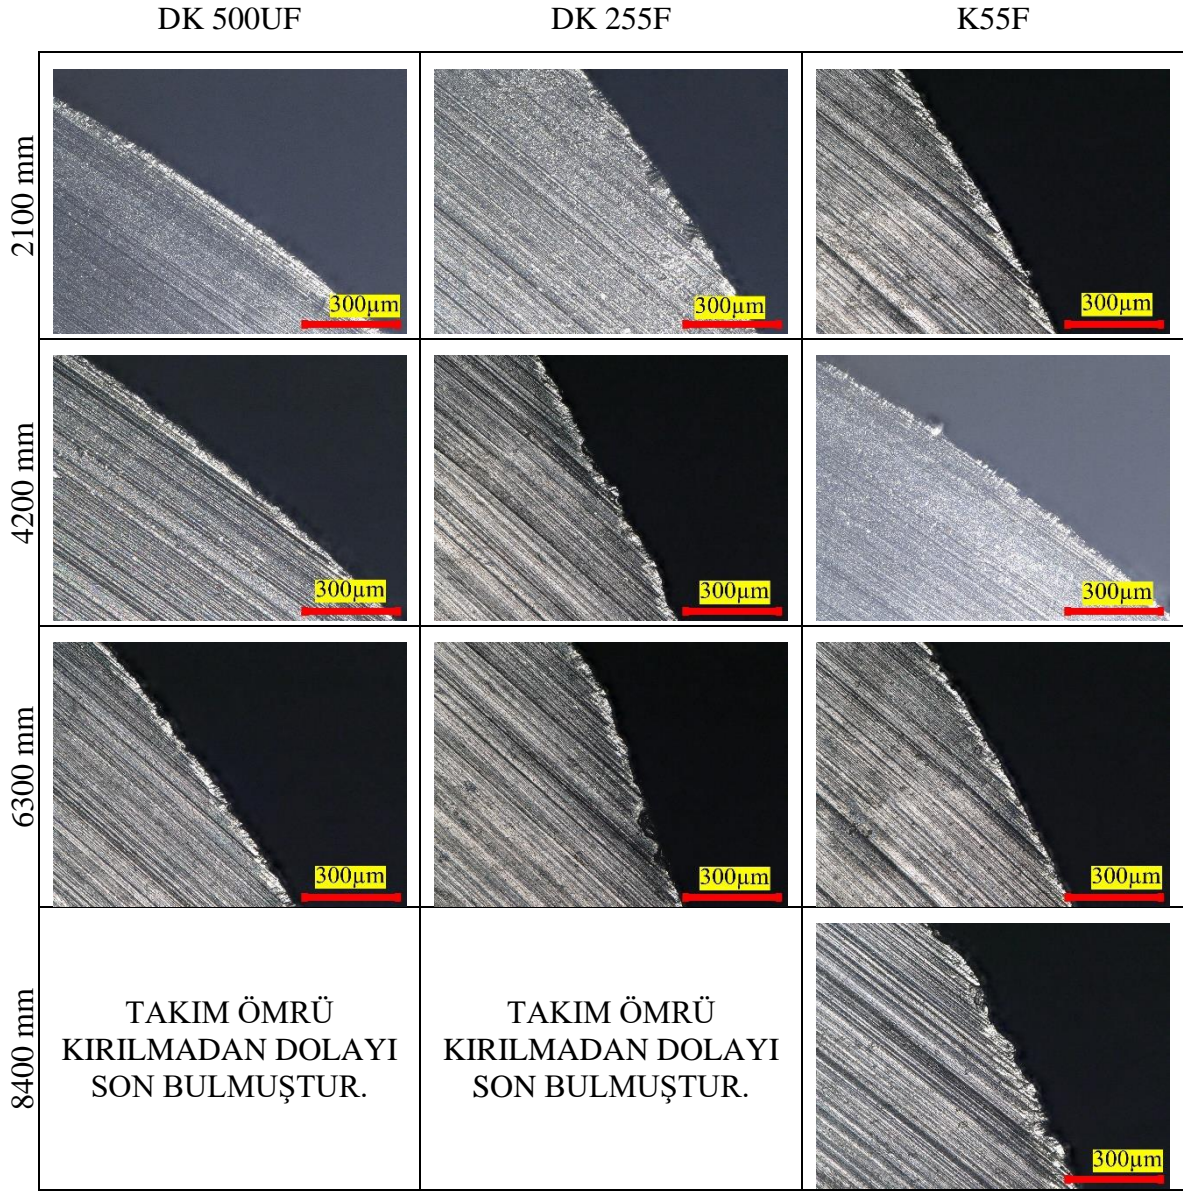 DK 500UF
DK 255F
K55F
2100 mm
300µm
300µm
300µm
4200 mm
300µm
300µm
300µm
6300 mm
300µm
300µm
300µm
8400 mm
TAKIM ÖMRÜ
KIRILMADAN DOLAYI
SON BULMUŞTUR.
TAKIM ÖMRÜ
KIRILMADAN DOLAYI
SON BULMUŞTUR.
300µm